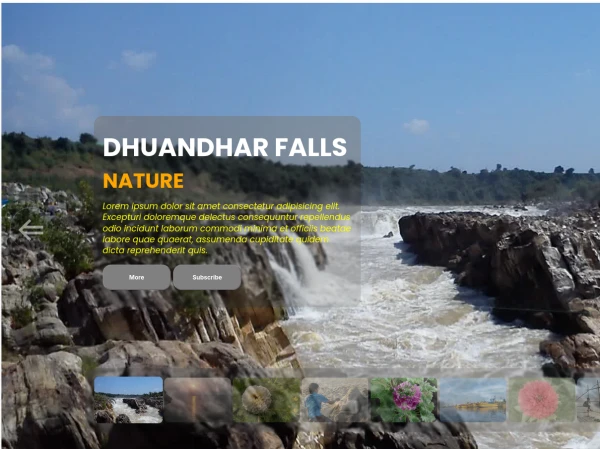 DHUANDHAR FALLS
NATURE
Lorem ipsum dolor sit amet consectetur adipisicing elit.
Excepturi doloremque delectus consequuntur repellendus
odio incidunt laborum commodi minima et officiis beatae
labore quae quaerat, assumenda cupiditate quidem
dicta reprehenderit quis.
More
Subscribe